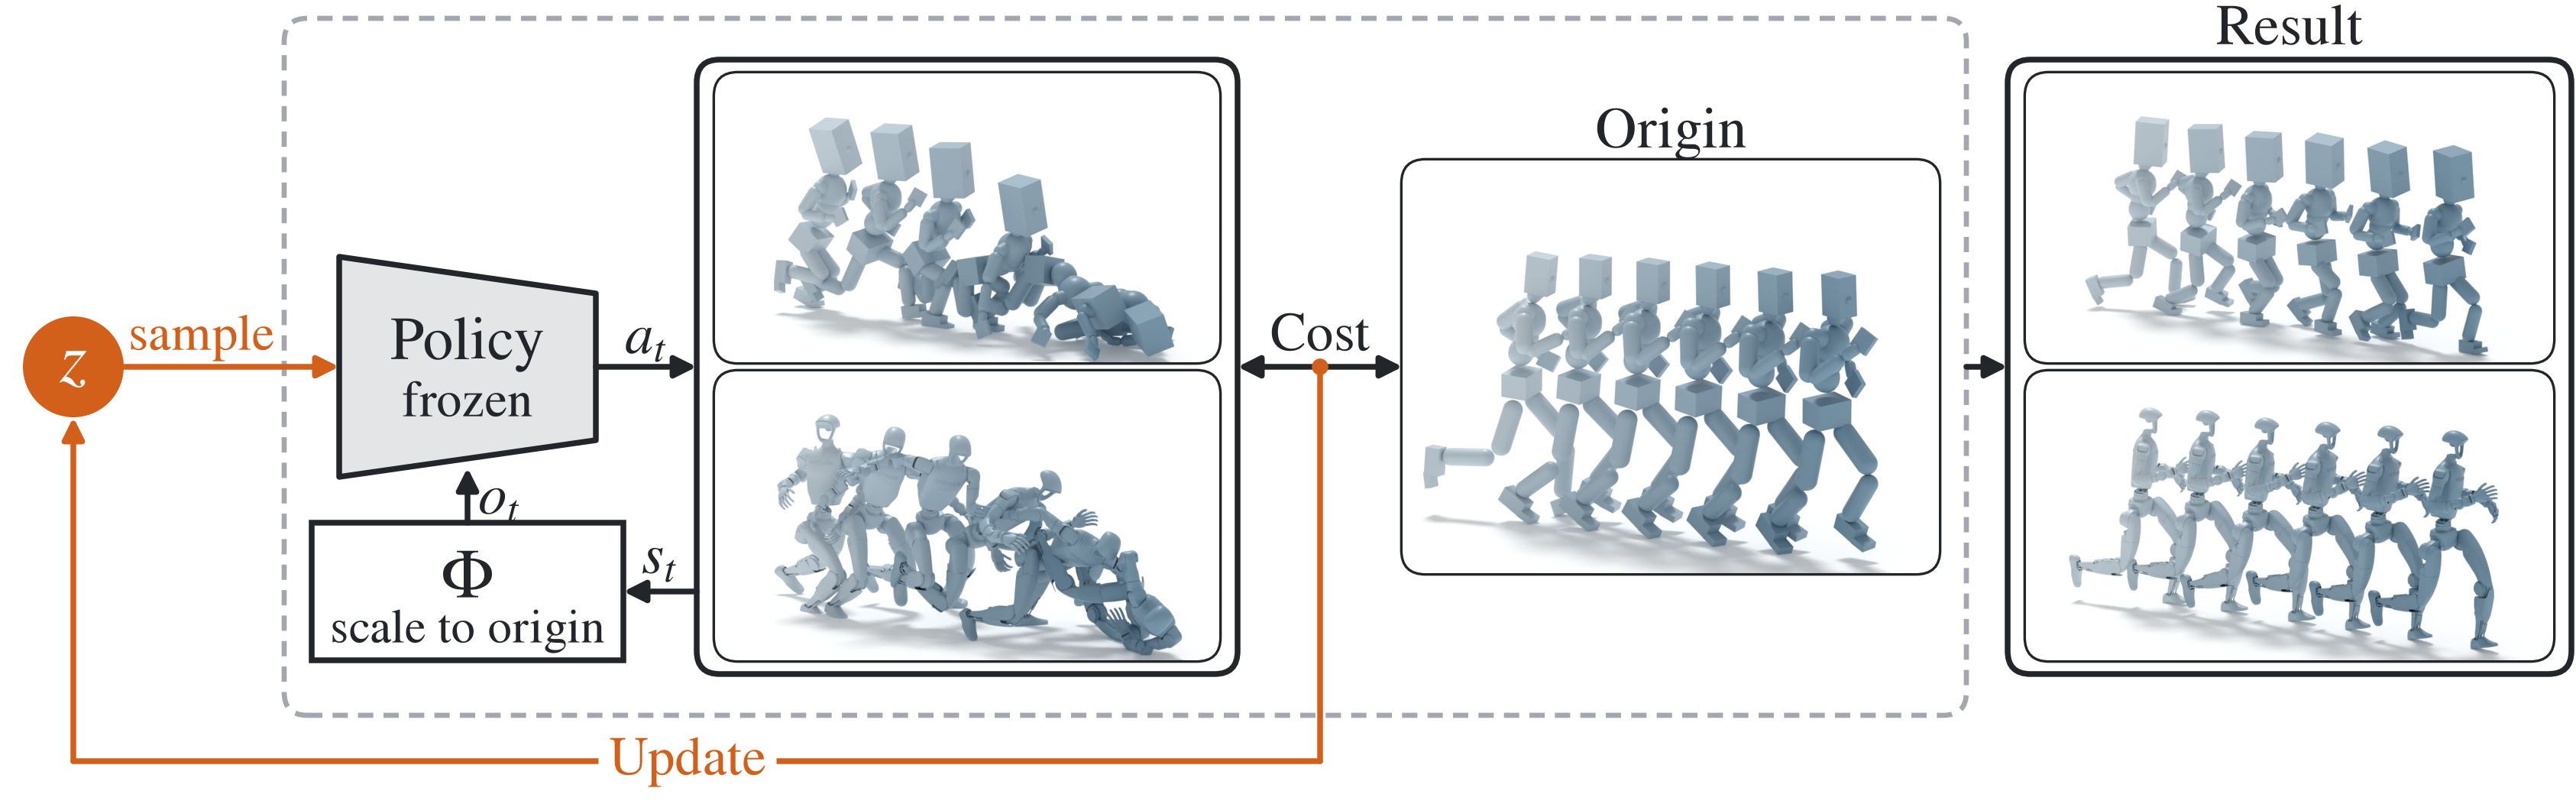 Result
Origin
z
sample
Policy
frozen
a_t
Cost
o_t
Φ
scale to origin
s_t
Update